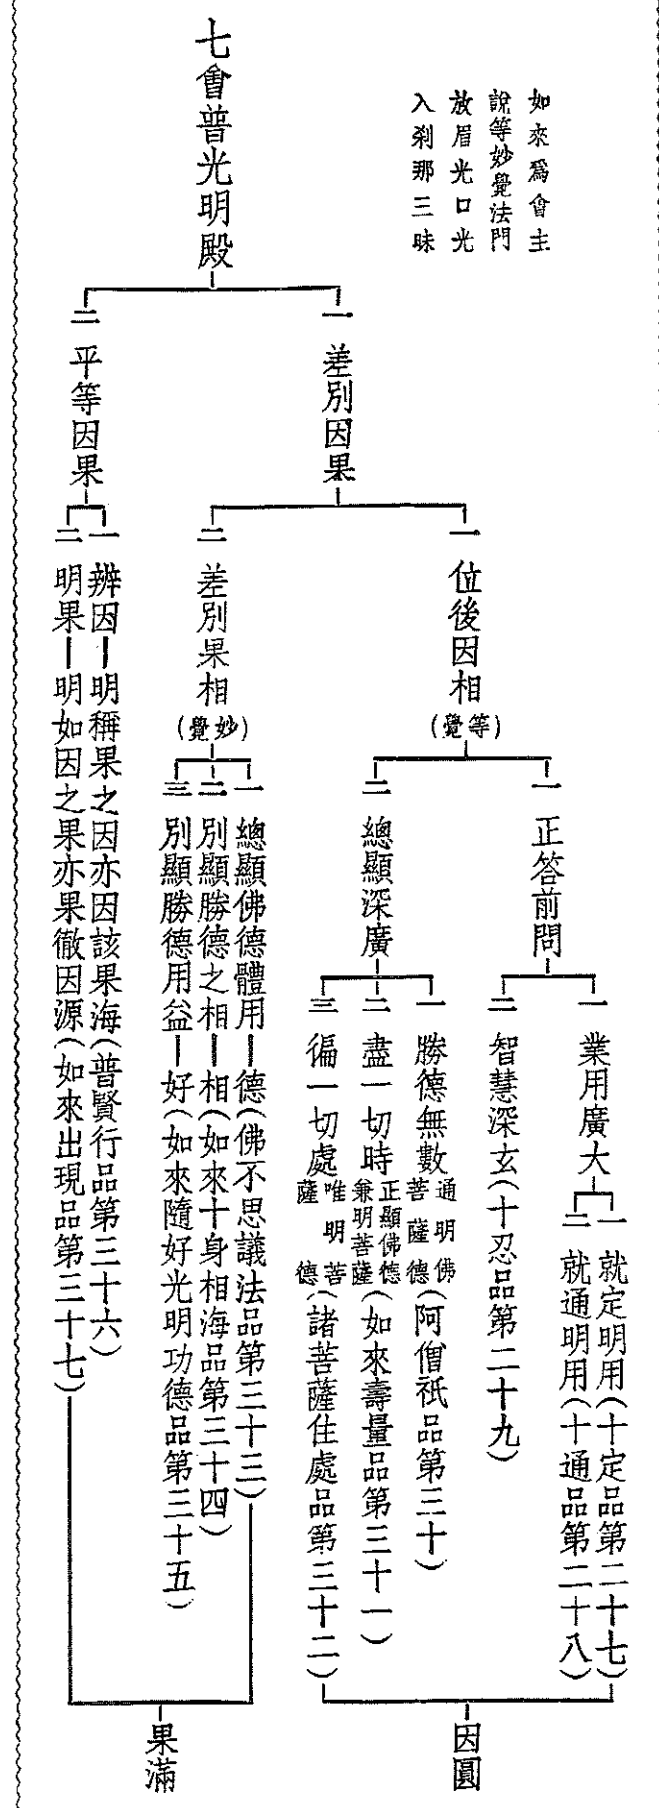 如來爲會主
說等妙覺法門
放眉光口光
入剎那三昧
七會普光明殿
一 差別因果
一 位後因相(等覺)
一 正答前問
一 業用廣大
一 就定明用(十定品第二十七)
二 就通明用(十通品第二十八)
二 智慧深玄(十忍品第二十九)
二 總顯深廣
一 勝德無數 通明佛菩薩德(阿僧祇品第三十)
二 盡一切時 正顯佛德兼明菩薩(如來壽量品第三十一)
三 徧一切處 唯明菩薩德(諸菩薩住處品第三十二)
因圓
二 差別果相(妙覺)
一 總顯佛德體用—德(佛不思議法品第三十三)
二 別顯勝德之相—相(如來十身相海品第三十四)
三 別顯勝德用益—好(如來隨好光明功德品第三十五)
二 平等因果
一 辨因—明稱果之因亦因該果海(普賢行品第三十六)
二 明果—明如因之果亦果徹因源(如來出現品第三十七)
果滿